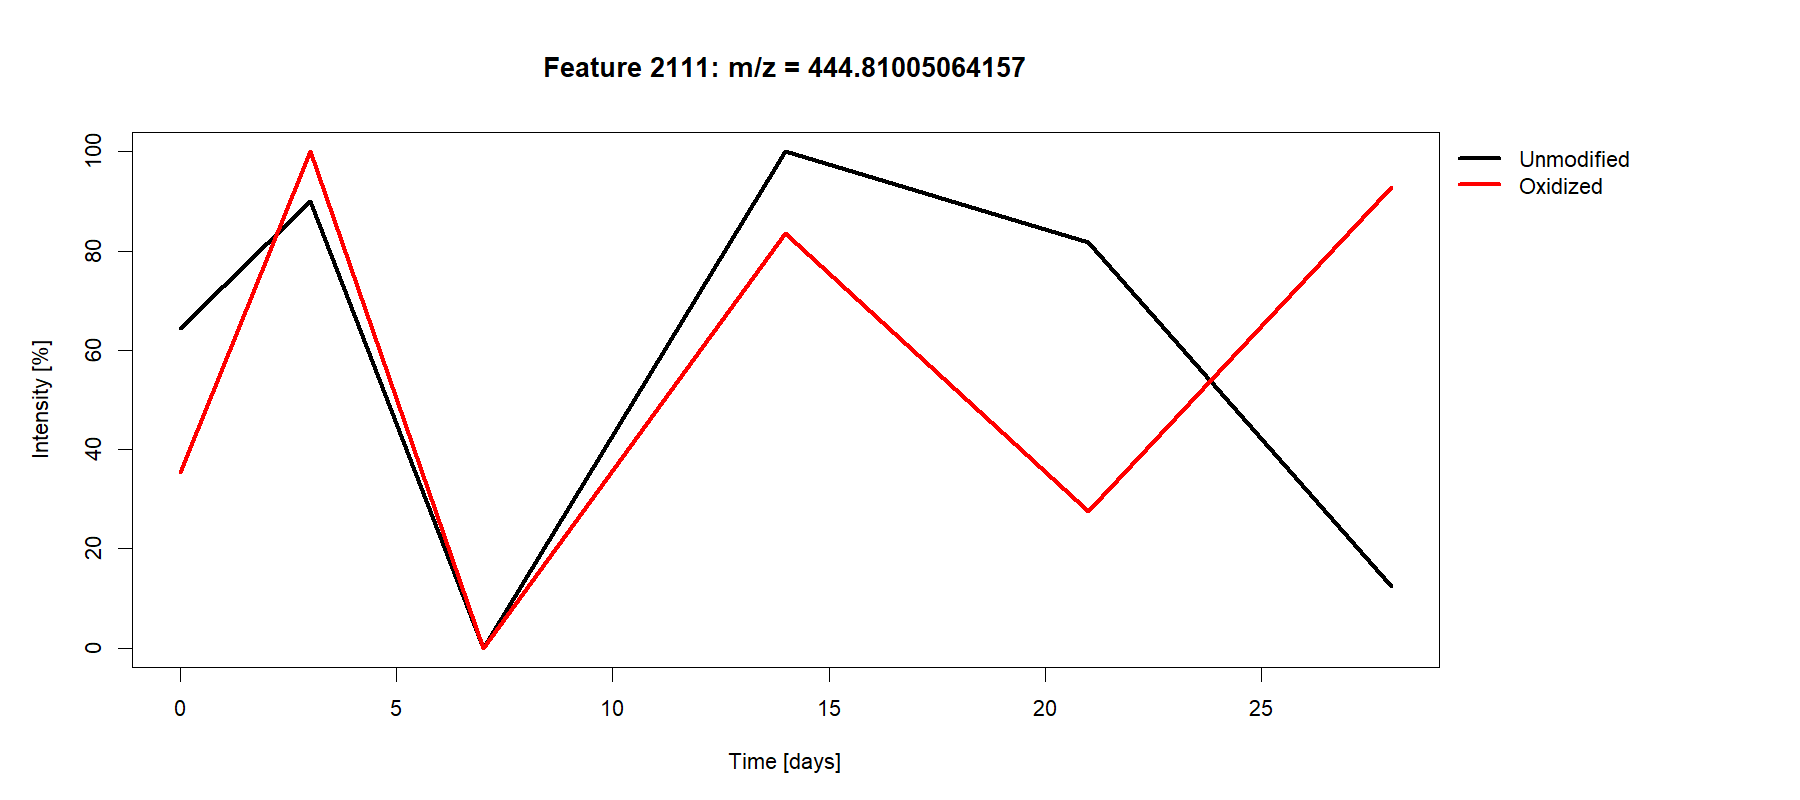 Feature 2111: m/z = 444.81005064157
Unmodified
Oxidized
Intensity [%]
100
80
60
40
20
0
0 5 10 15 20 25
Time [days]